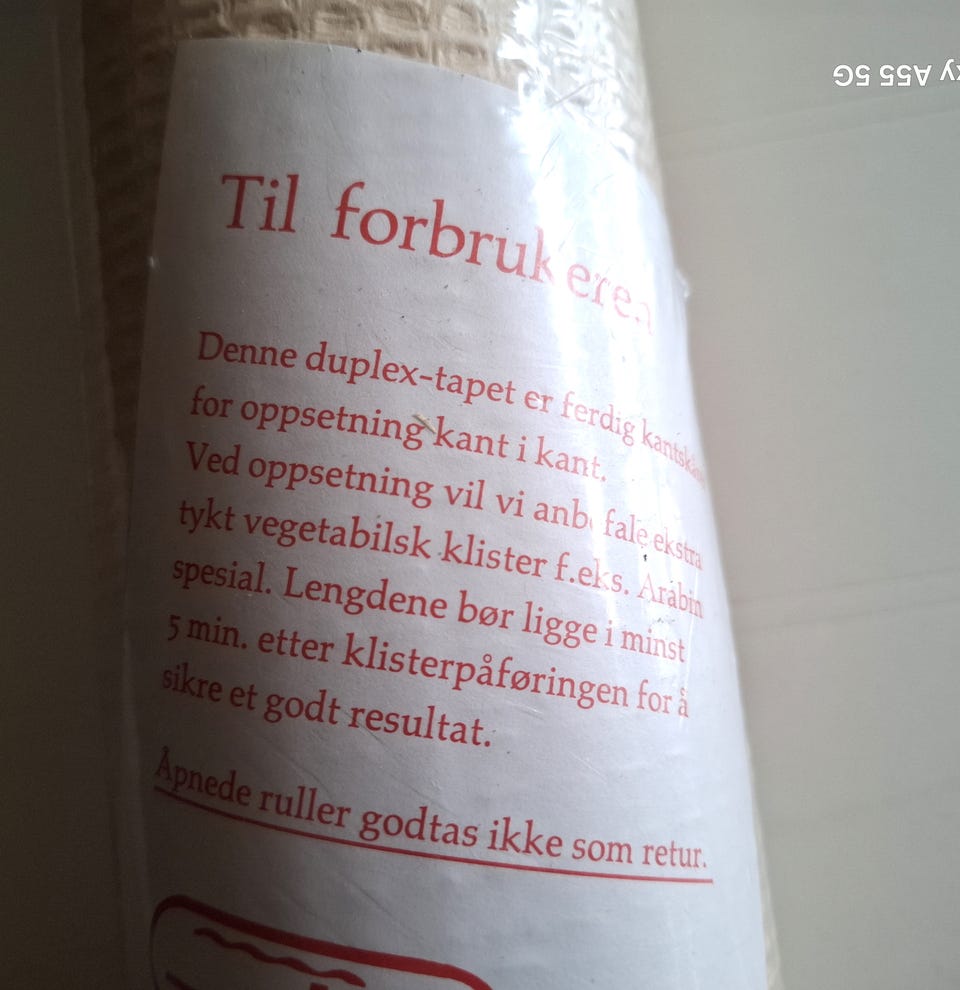 Til forbrukeren
Denne duplex-tapet er ferdig kantskåret
for oppsetning kant i kant.
Ved oppsetning vil vi anbefale ekstra
tykt vegetabilsk klister f.eks. Arabin
spesial. Lengdene bør ligge i minst
5 min. etter klisterpåføringen for å
sikre et godt resultat.
Åpnede ruller godtas ikke som retur.
A55 5G